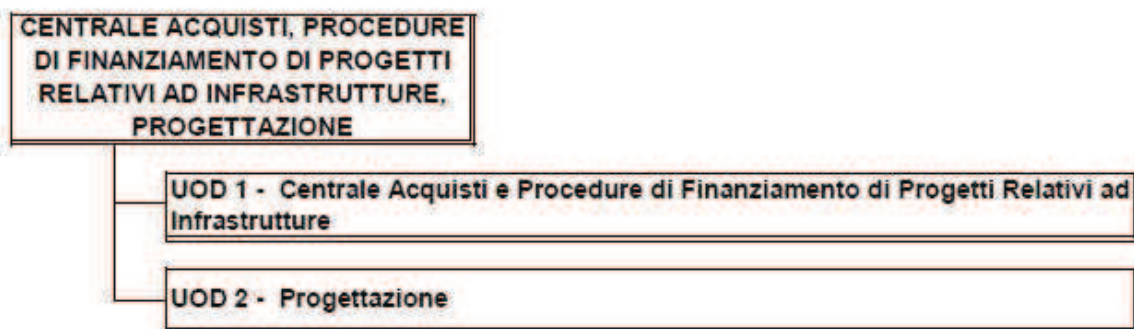 CENTRALE ACQUISTI, PROCEDURE
DI FINANZIAMENTO DI PROGETTI
RELATIVI AD INFRASTRUTTURE,
PROGETTAZIONE
UOD 1 - Centrale Acquisti e Procedure di Finanziamento di Progetti Relativi ad
Infrastrutture
UOD 2 - Progettazione